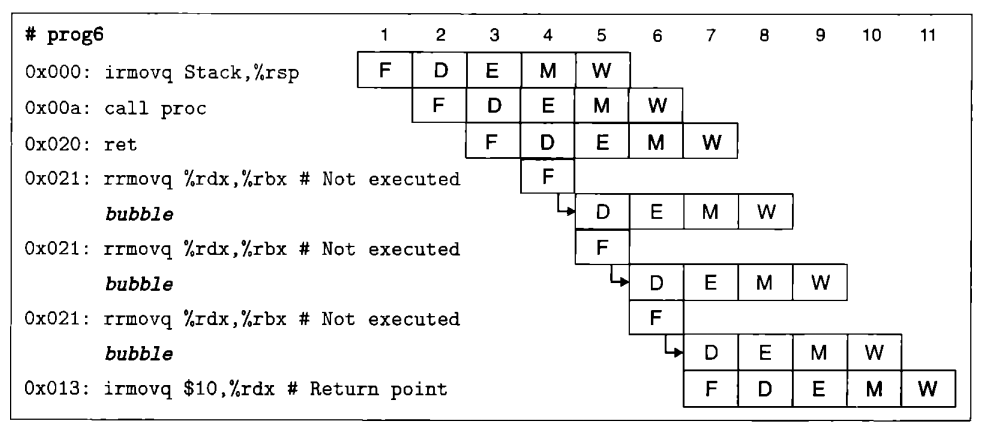 # prog6 1 2 3 4 5 6 7 8 9 10 11
0x000: irmovq Stack,%rsp F D E M W
0x00a: call proc F D E M W
0x020: ret F D E M W
0x021: rrmovq %rdx,%rbx # Not executed F
bubble D E M W
0x021: rrmovq %rdx,%rbx # Not executed F
bubble D E M W
0x021: rrmovq %rdx,%rbx # Not executed F
bubble D E M W
0x013: irmovq $10,%rdx # Return point F D E M W